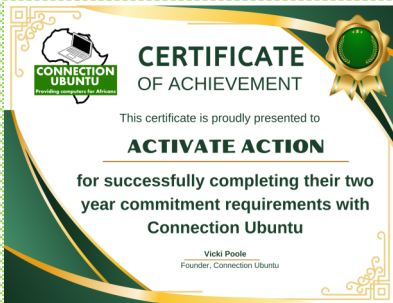 CONNECTION
UBUNTU
Providing computers for Africans
CERTIFICATE
OF ACHIEVEMENT
This certificate is proudly presented to
ACTIVATE ACTION
for successfully completing their two
year commitment requirements with
Connection Ubuntu
Vicki Poole
Founder, Connection Ubuntu